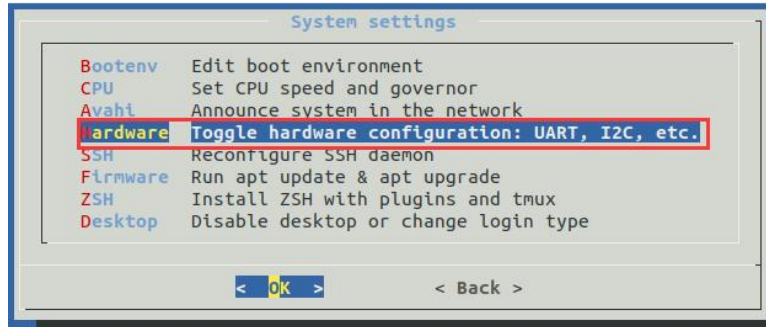 System settings
Bootenv Edit boot environment
CPU Set CPU speed and governor
Avahi Announce system in the network
Hardware Toggle hardware configuration: UART, I2C, etc.
SSH Reconfigure SSH daemon
Firmware Run apt update & apt upgrade
ZSH Install ZSH with plugins and tmux
Desktop Disable desktop or change login type
< OK > < Back >